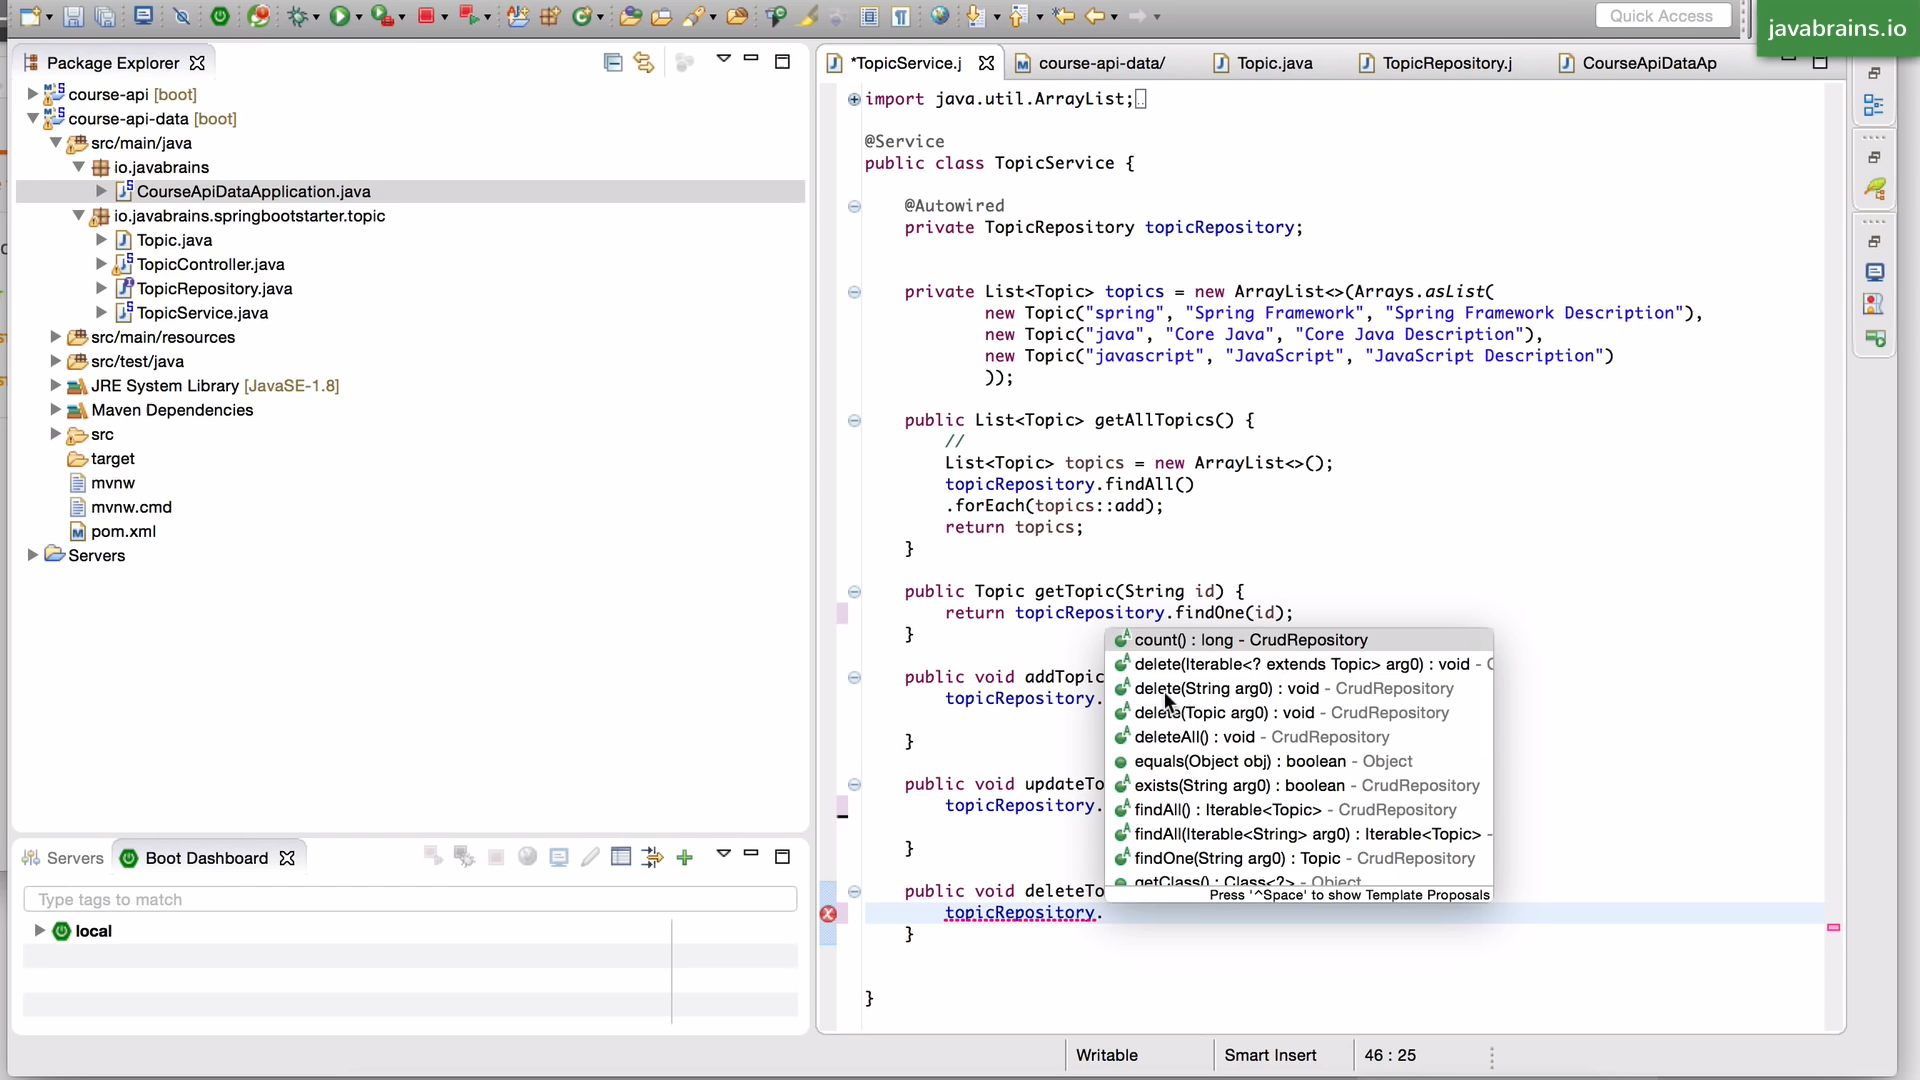 Quick Access
javabrains.io
Package Explorer
course-api [boot]
course-api-data [boot]
src/main/java
io.javabrains
CourseApiDataApplication.java
io.javabrains.springbootstarter.topic
Topic.java
TopicController.java
TopicRepository.java
TopicService.java
src/main/resources
src/test/java
JRE System Library [JavaSE-1.8]
Maven Dependencies
src
target
mvnw
mvnw.cmd
pom.xml
Servers
Servers
Boot Dashboard
Type tags to match
local
*TopicService.j
course-api-data/
Topic.java
TopicRepository.j
CourseApiDataAp
import java.util.ArrayList;
@Service
public class TopicService {
@Autowired
private TopicRepository topicRepository;
private List<Topic> topics = new ArrayList<>(Arrays.asList(
new Topic("spring", "Spring Framework", "Spring Framework Description"),
new Topic("java", "Core Java", "Core Java Description"),
new Topic("javascript", "JavaScript", "JavaScript Description")
));
public List<Topic> getAllTopics() {
//
List<Topic> topics = new ArrayList<>();
topicRepository.findAll()
.forEach(topics::add);
return topics;
}
public Topic getTopic(String id) {
return topicRepository.findOne(id);
}
public void addTopic
topicRepository.
}
public void updateTo
topicRepository.
}
public void deleteTo
topicRepository.
}
}
count() : long - CrudRepository
delete(Iterable<? extends Topic> arg0) : void - C
delete(String arg0) : void - CrudRepository
delete(Topic arg0) : void - CrudRepository
deleteAll() : void - CrudRepository
equals(Object obj) : boolean - Object
exists(String arg0) : boolean - CrudRepository
findAll() : Iterable<Topic> - CrudRepository
findAll(Iterable<String> arg0) : Iterable<Topic> -
findOne(String arg0) : Topic - CrudRepository
getClass() : Class<?> - Object
Press '^Space' to show Template Proposals
Writable
Smart Insert
46 : 25